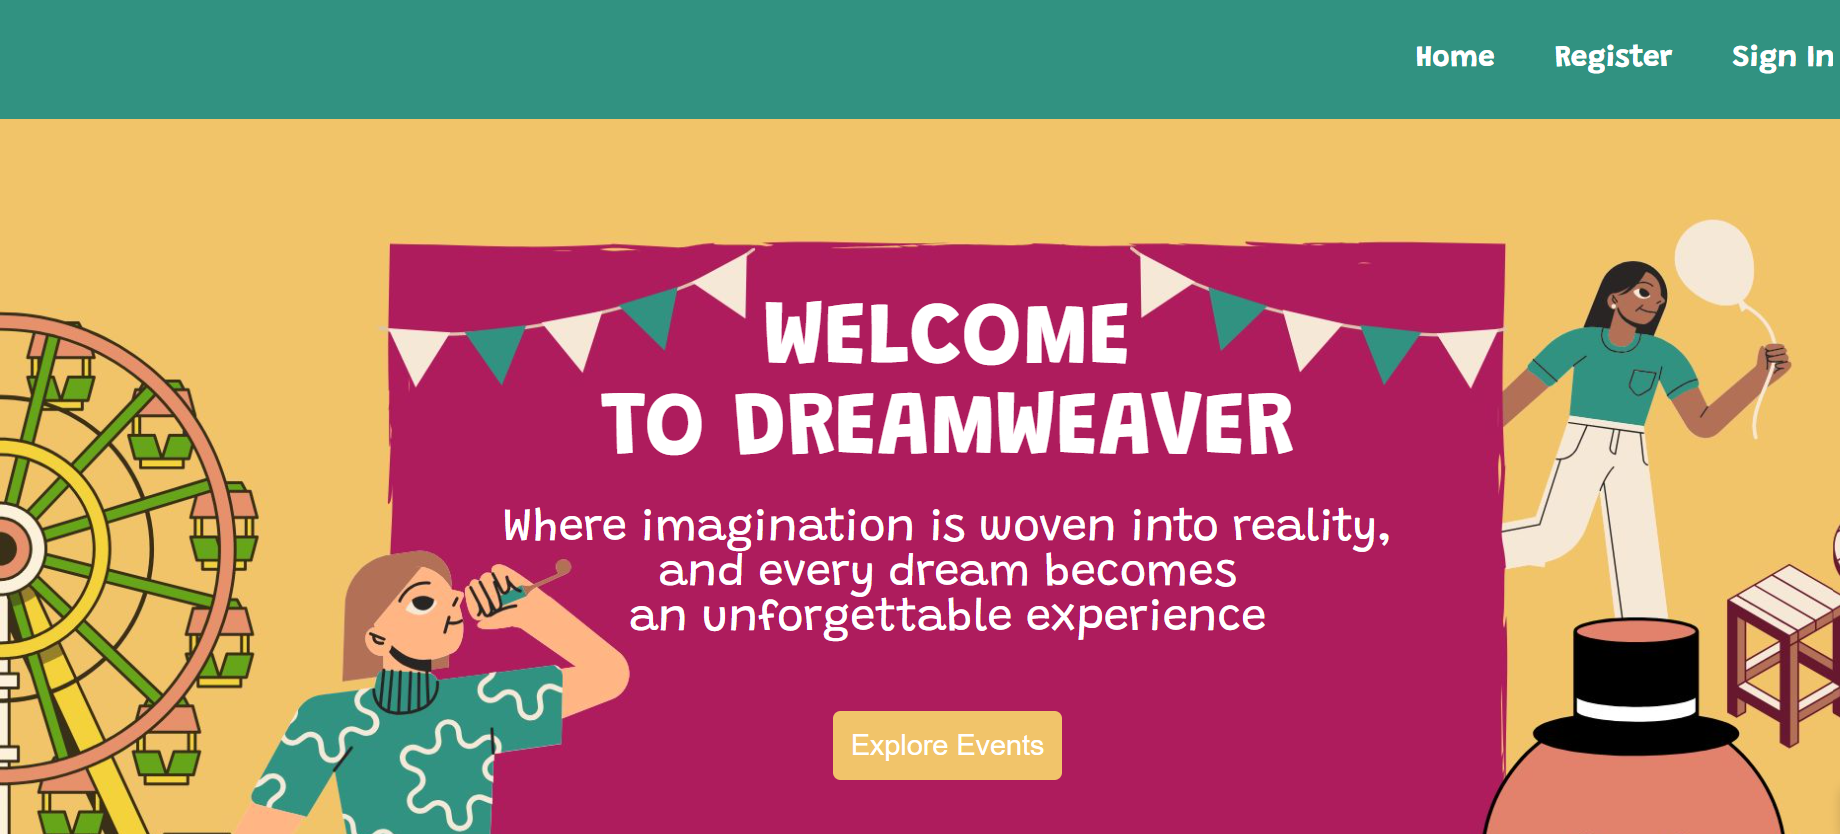 Home Register Sign In
WELCOME
TO DREAMWEAVER
Where imagination is woven into reality,
and every dream becomes
an unforgettable experience
Explore Events